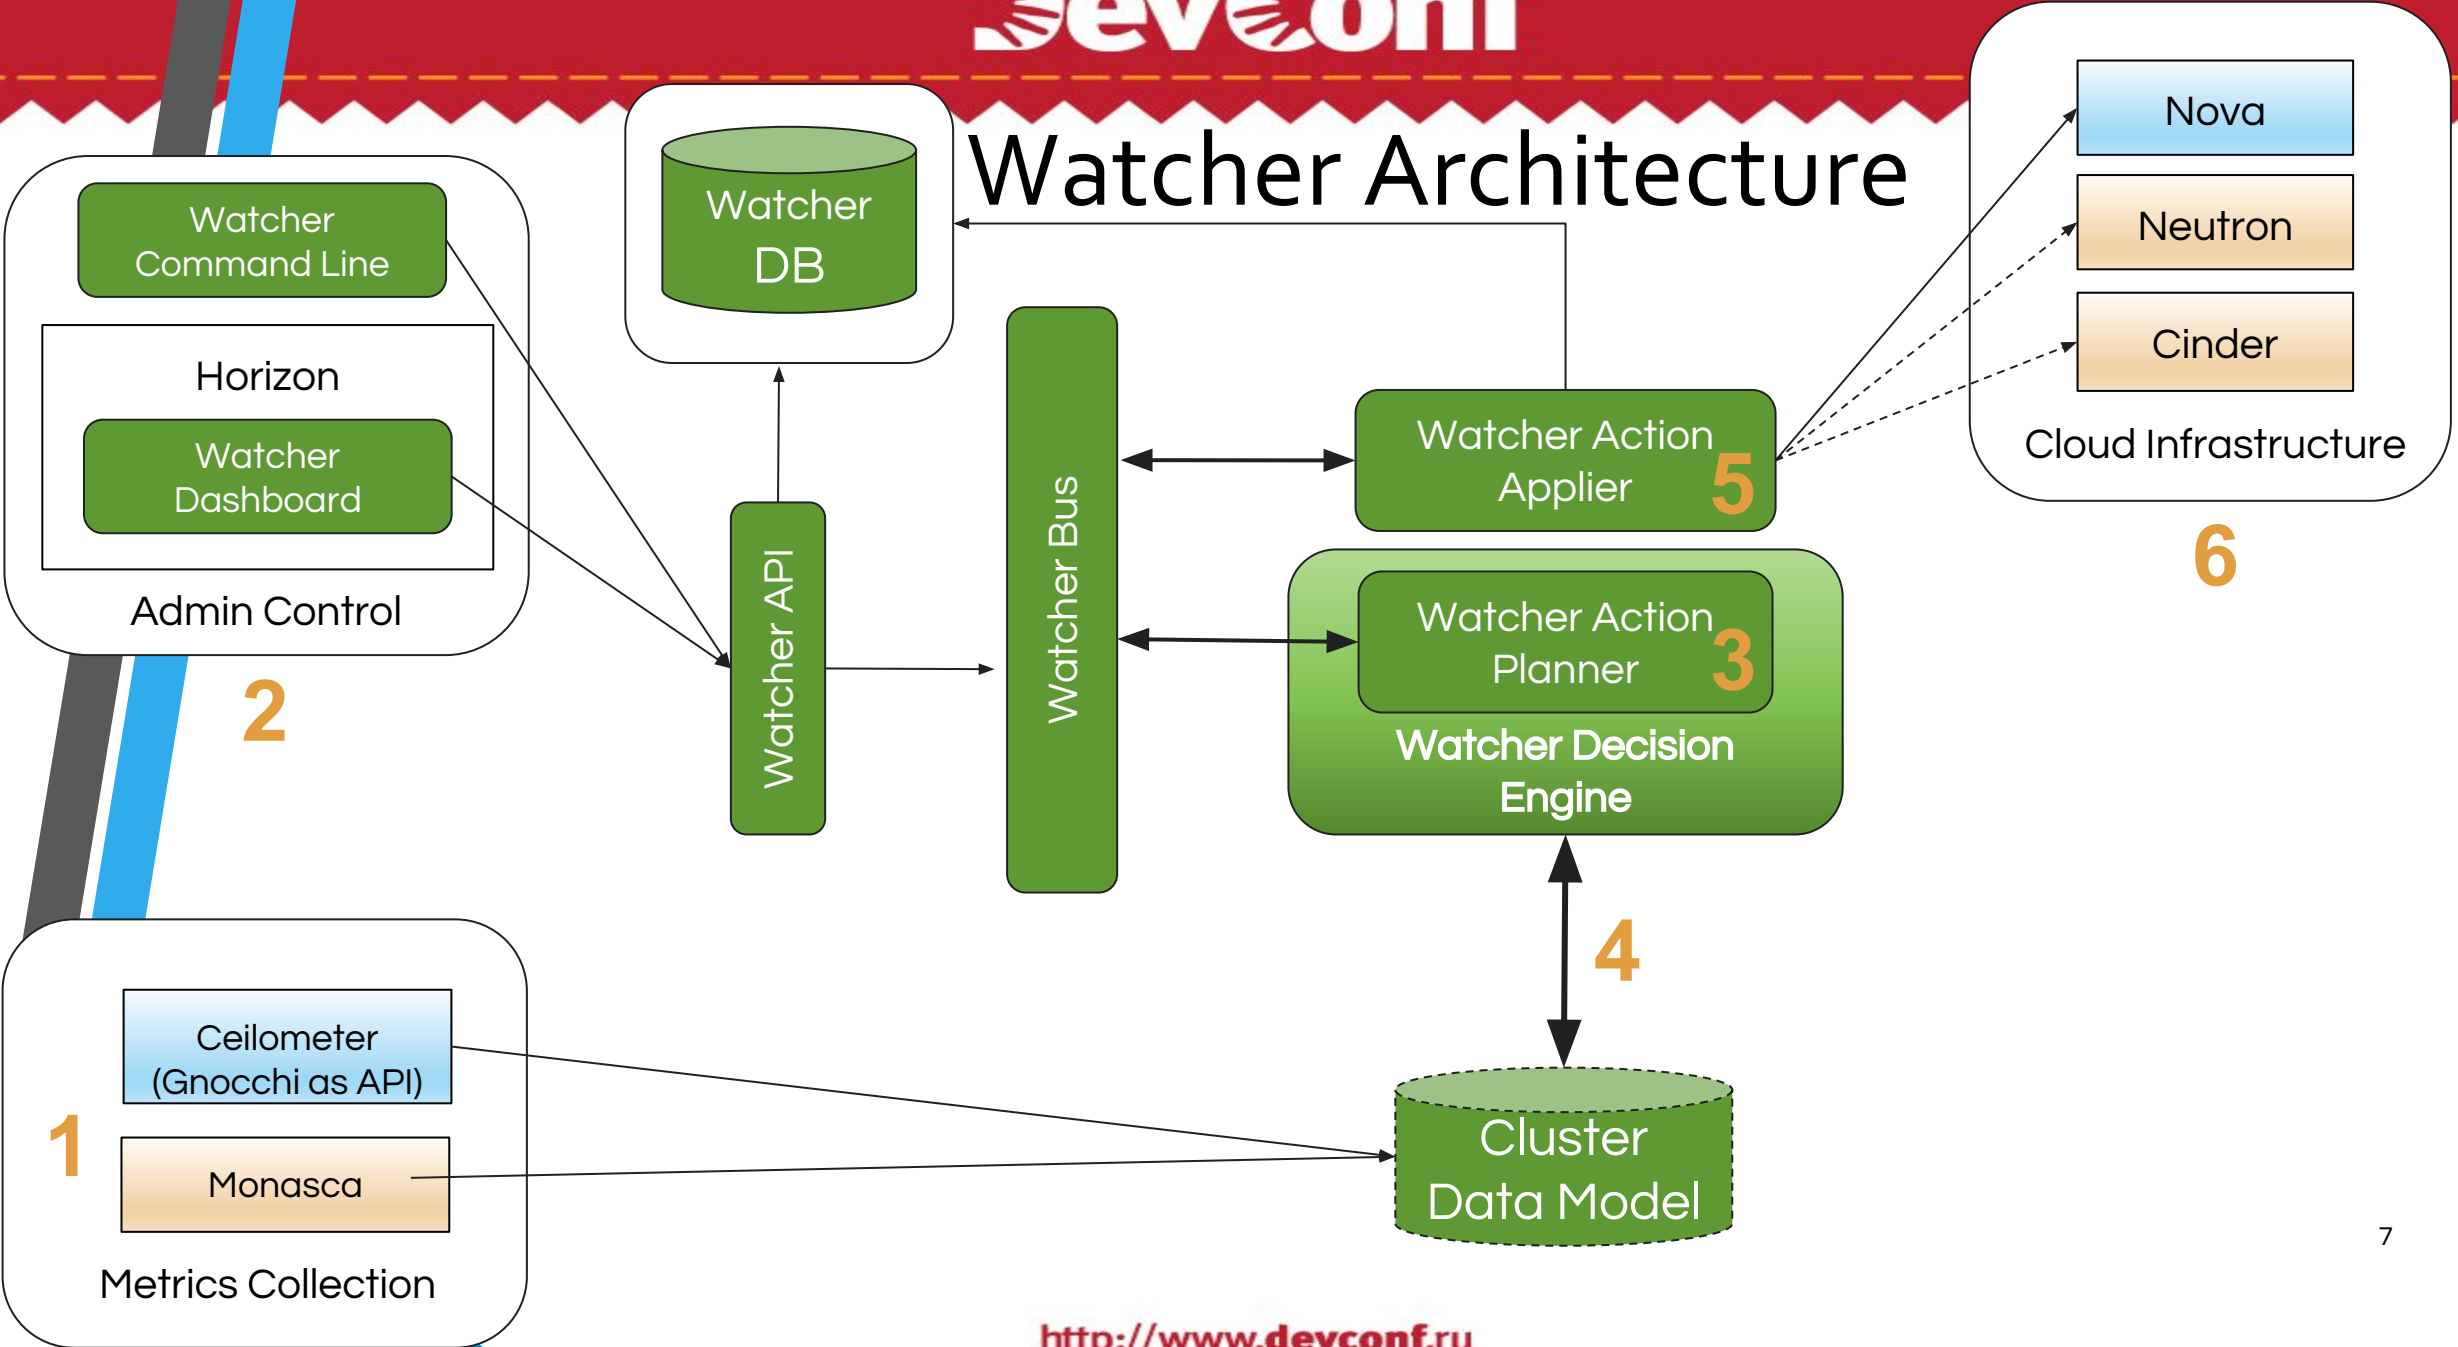 DevConf
Watcher Architecture
Watcher
Command Line
Horizon
Watcher
Dashboard
Admin Control
2
Watcher
DB
Watcher API
Watcher Bus
Watcher Action
Applier
5
Watcher Action
Planner
3
Watcher Decision
Engine
4
Nova
Neutron
Cinder
Cloud Infrastructure
6
Ceilometer
(Gnocchi as API)
1
Monasca
Metrics Collection
Cluster
Data Model
7
http://www.devconf.ru